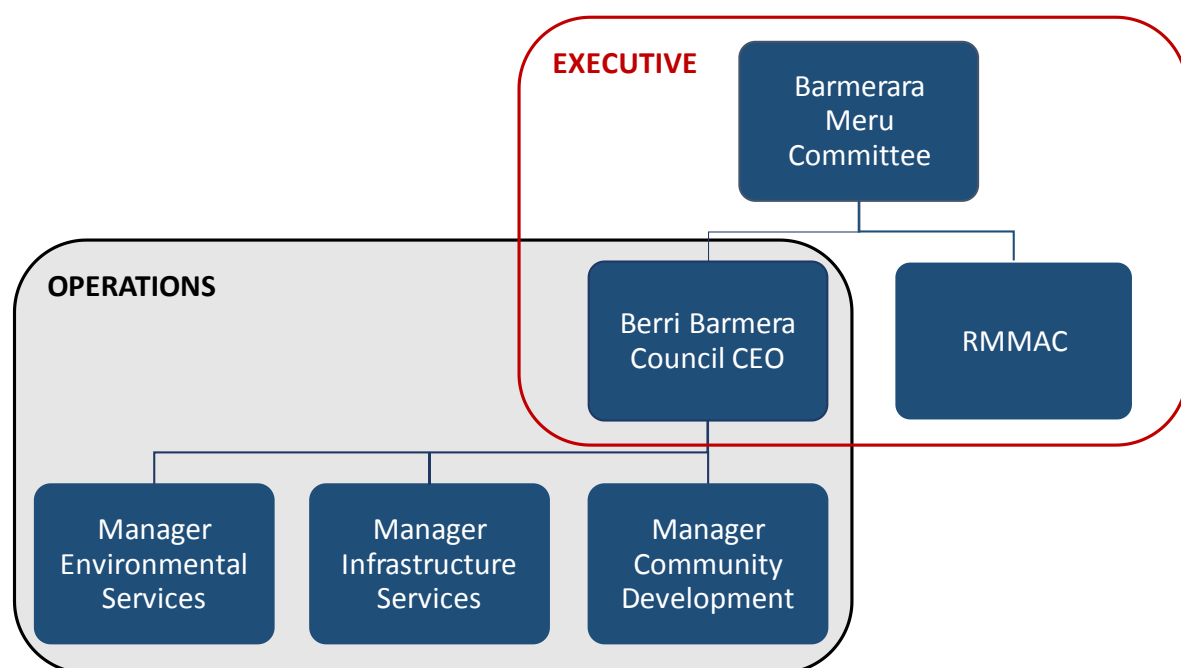 EXECUTIVE
Barmerara
Meru
Committee
OPERATIONS
Berri Barmera
Council CEO
RMMAC
Manager
Environmental
Services
Manager
Infrastructure
Services
Manager
Community
Development